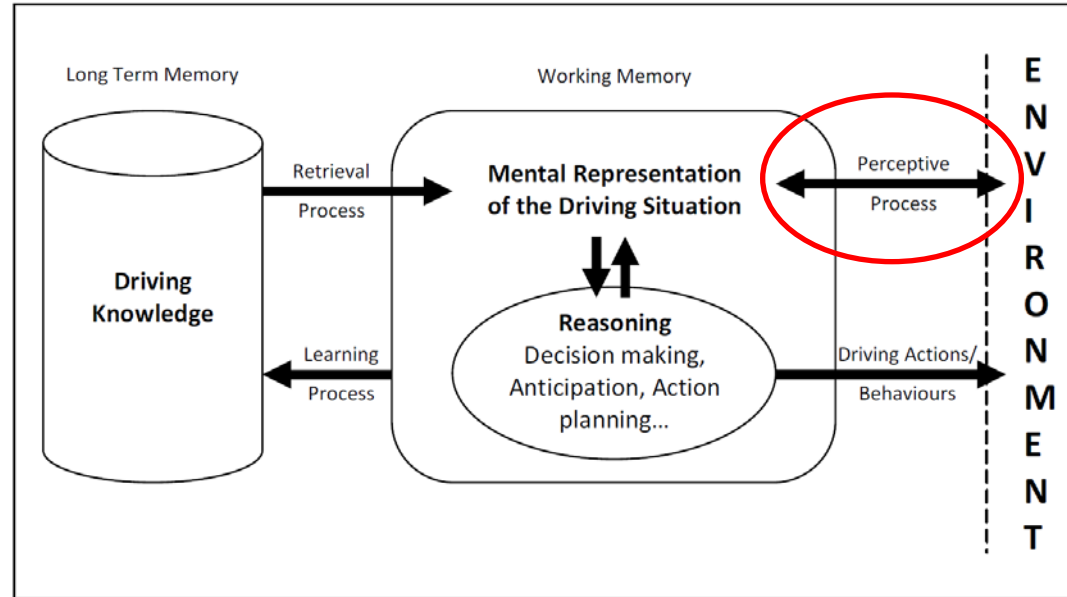 Long Term Memory
Working Memory
Retrieval
Process
Mental Representation
of the Driving Situation
Perceptive
Process
Driving
Knowledge
Reasoning
Decision making,
Anticipation, Action
planning...
Learning
Process
Driving Actions/
Behaviours
ENVIRONMENT